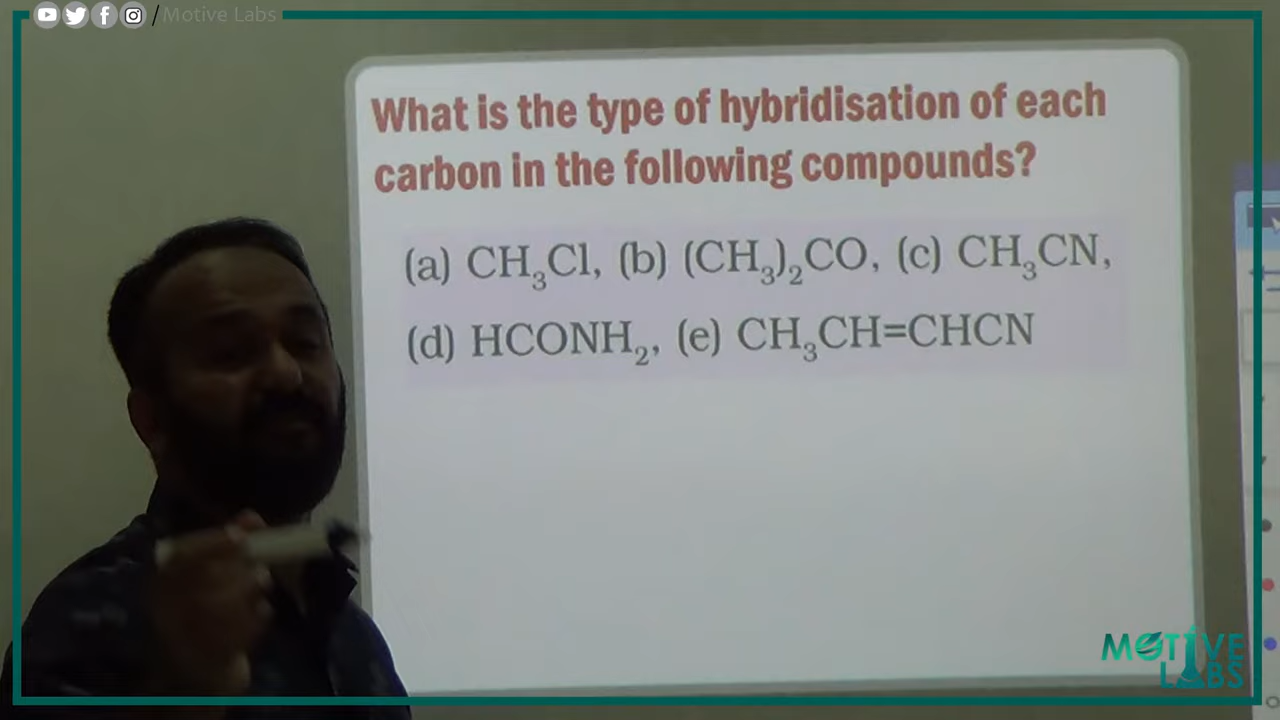 /Motive Labs
What is the type of hybridisation of each
carbon in the following compounds?
(a) CH₃Cl, (b) (CH₃)₂CO, (c) CH₃CN,
(d) HCONH₂, (e) CH₃CH=CHCN
MOTIVE
LABS